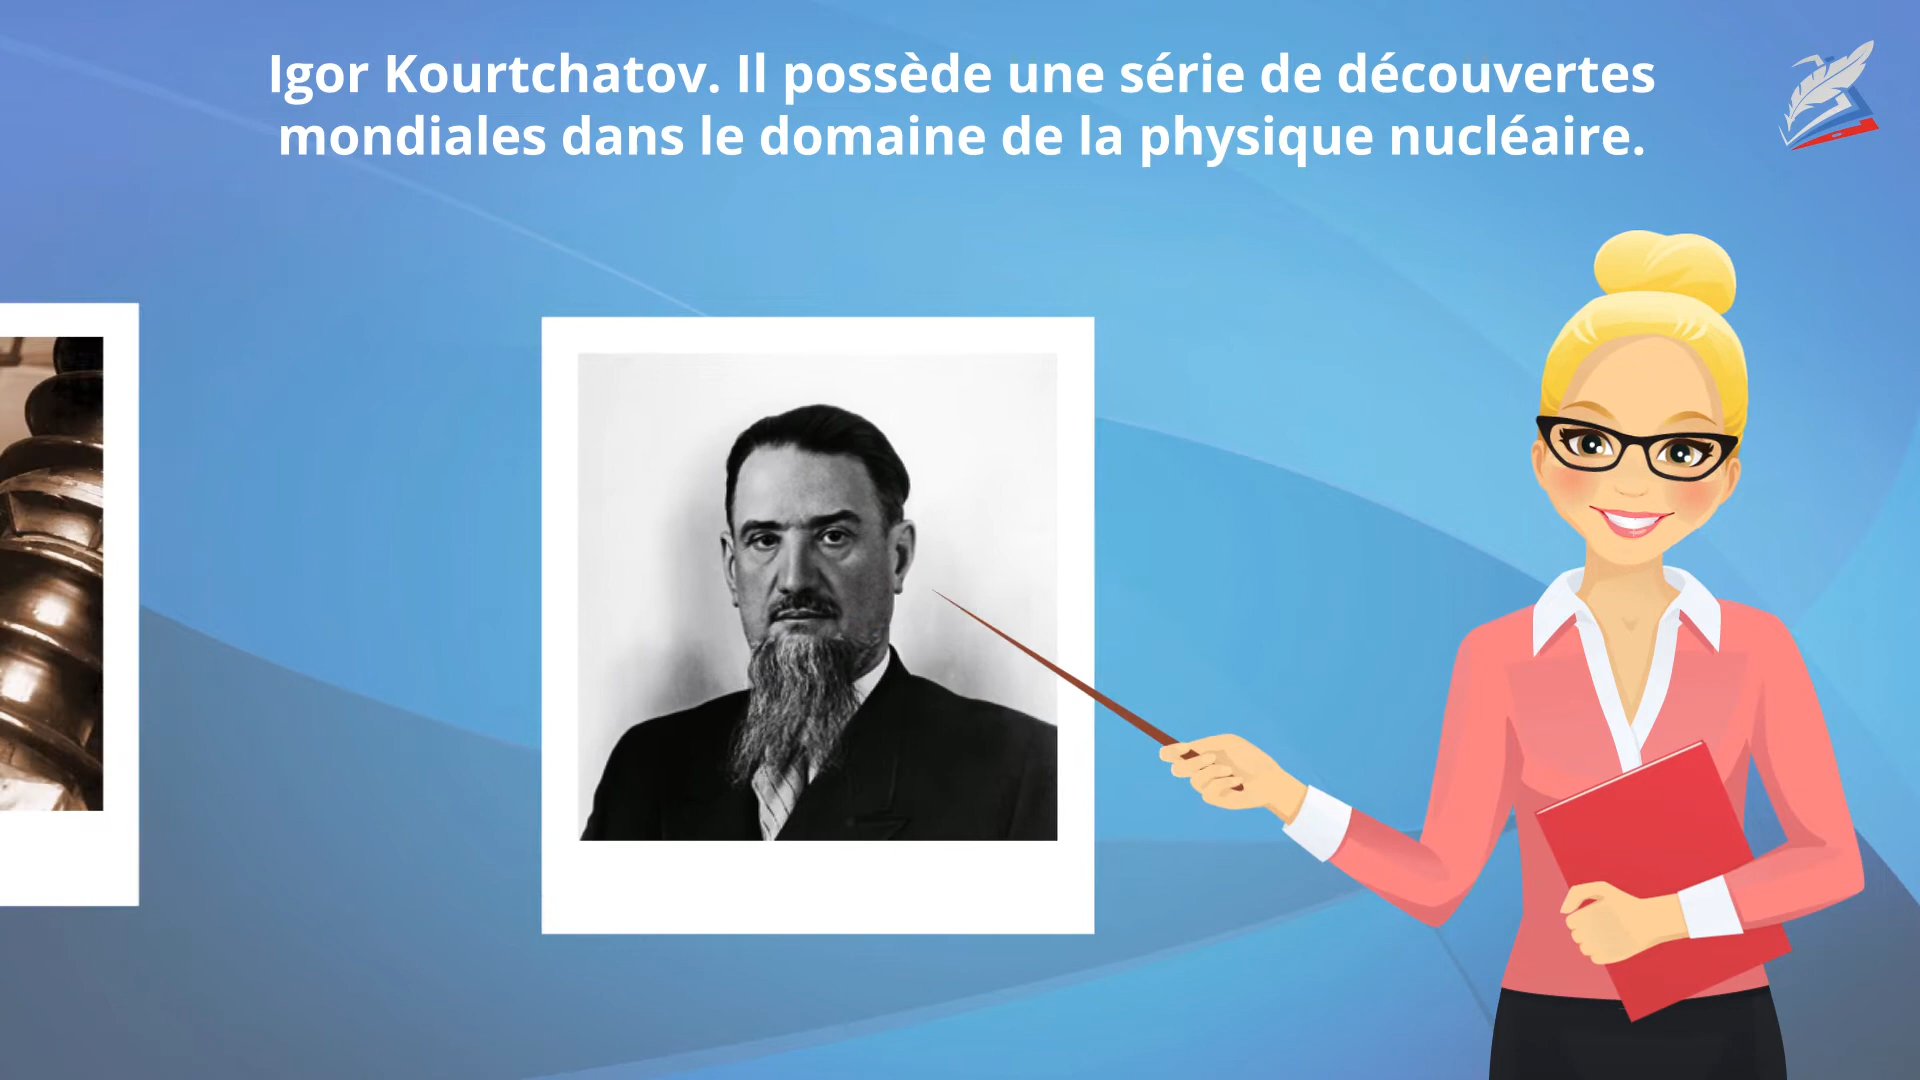 Igor Kourtchatov. Il possède une série de découvertes
mondiales dans le domaine de la physique nucléaire.